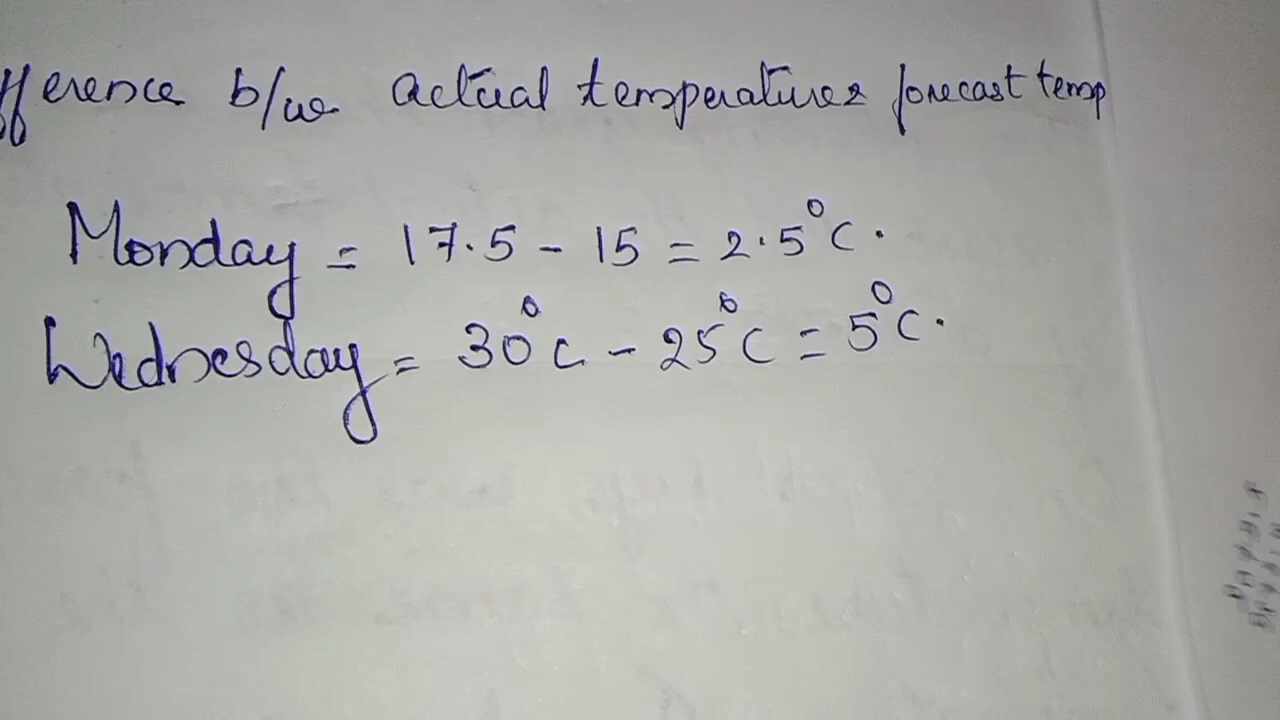 fference b/w actual temperature & forecast temp
Monday = 17.5 - 15 = 2.5°C.
Wednesday = 30°C - 25°C = 5°C.